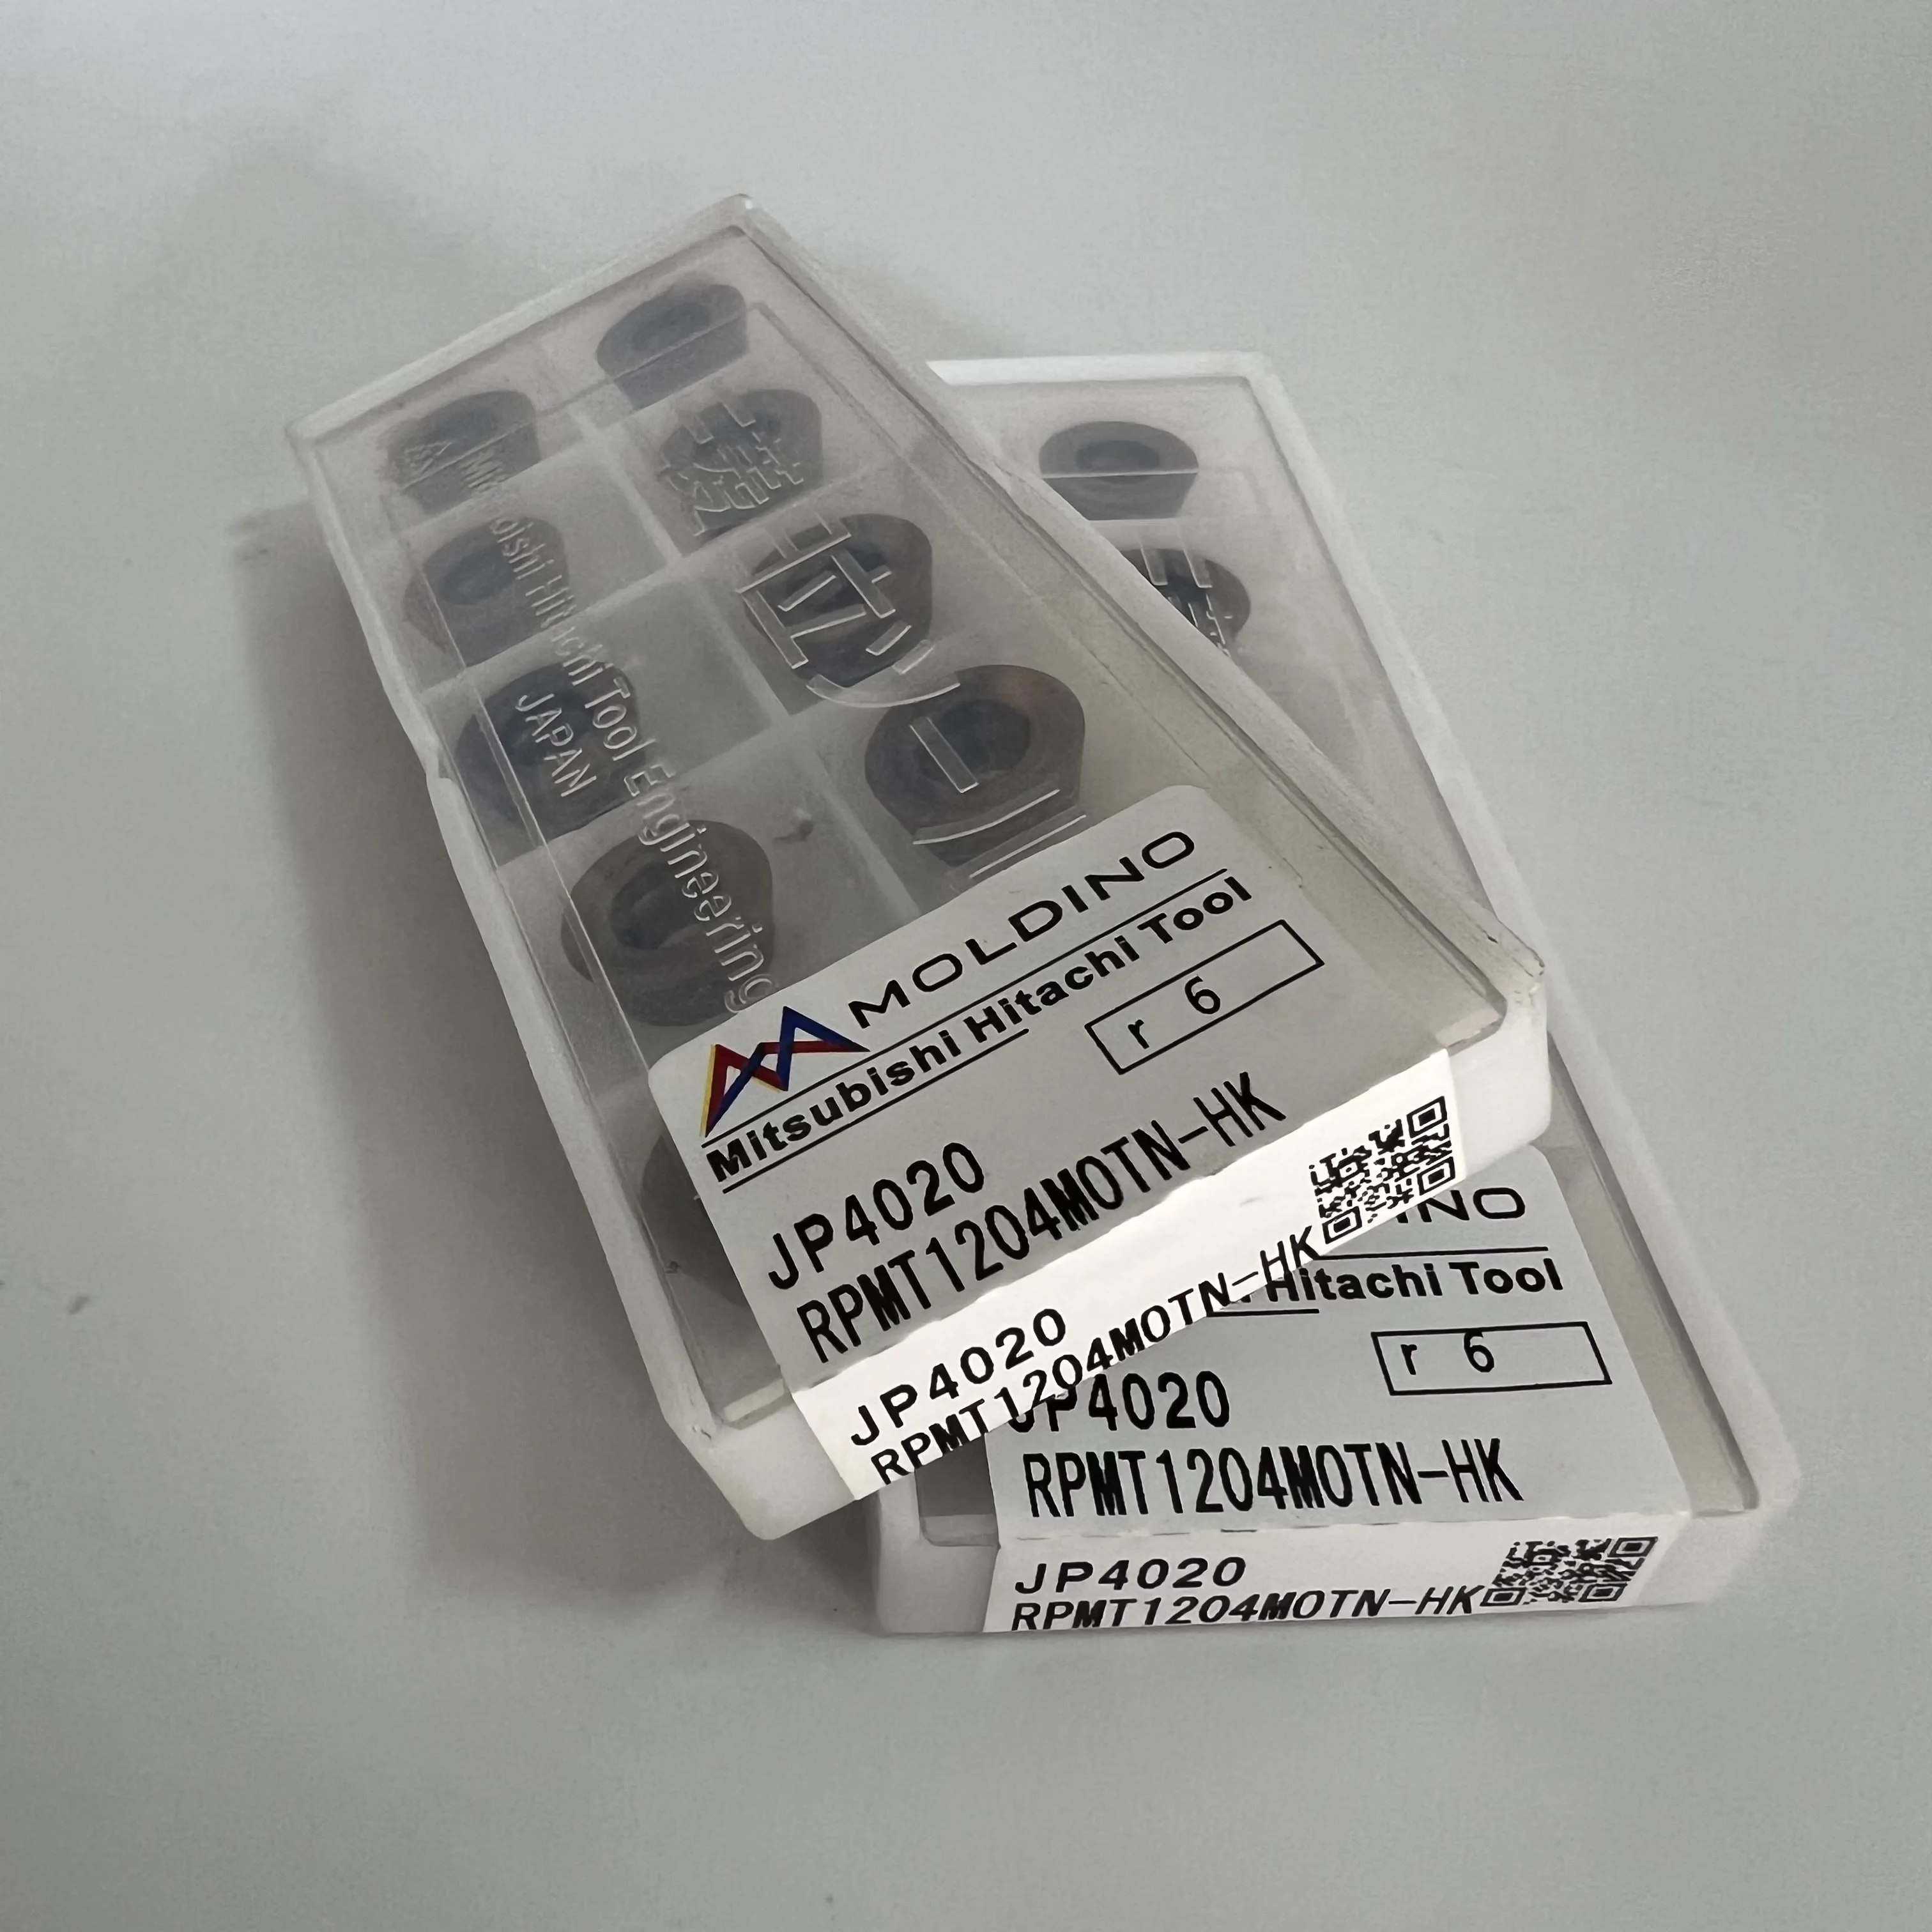 Mitsubishi Hitachi Tool Engineering
JAPAN
MOLDINO
Mitsubishi Hitachi Tool
r 6
JP4020
RPMT1204M0TN-HK
JP4020
RPMT1204M0TN-HK
INO
Hitachi Tool
r 6
JP4020
RPMT1204M0TN-HK
JP4020
RPMT1204M0TN-HK